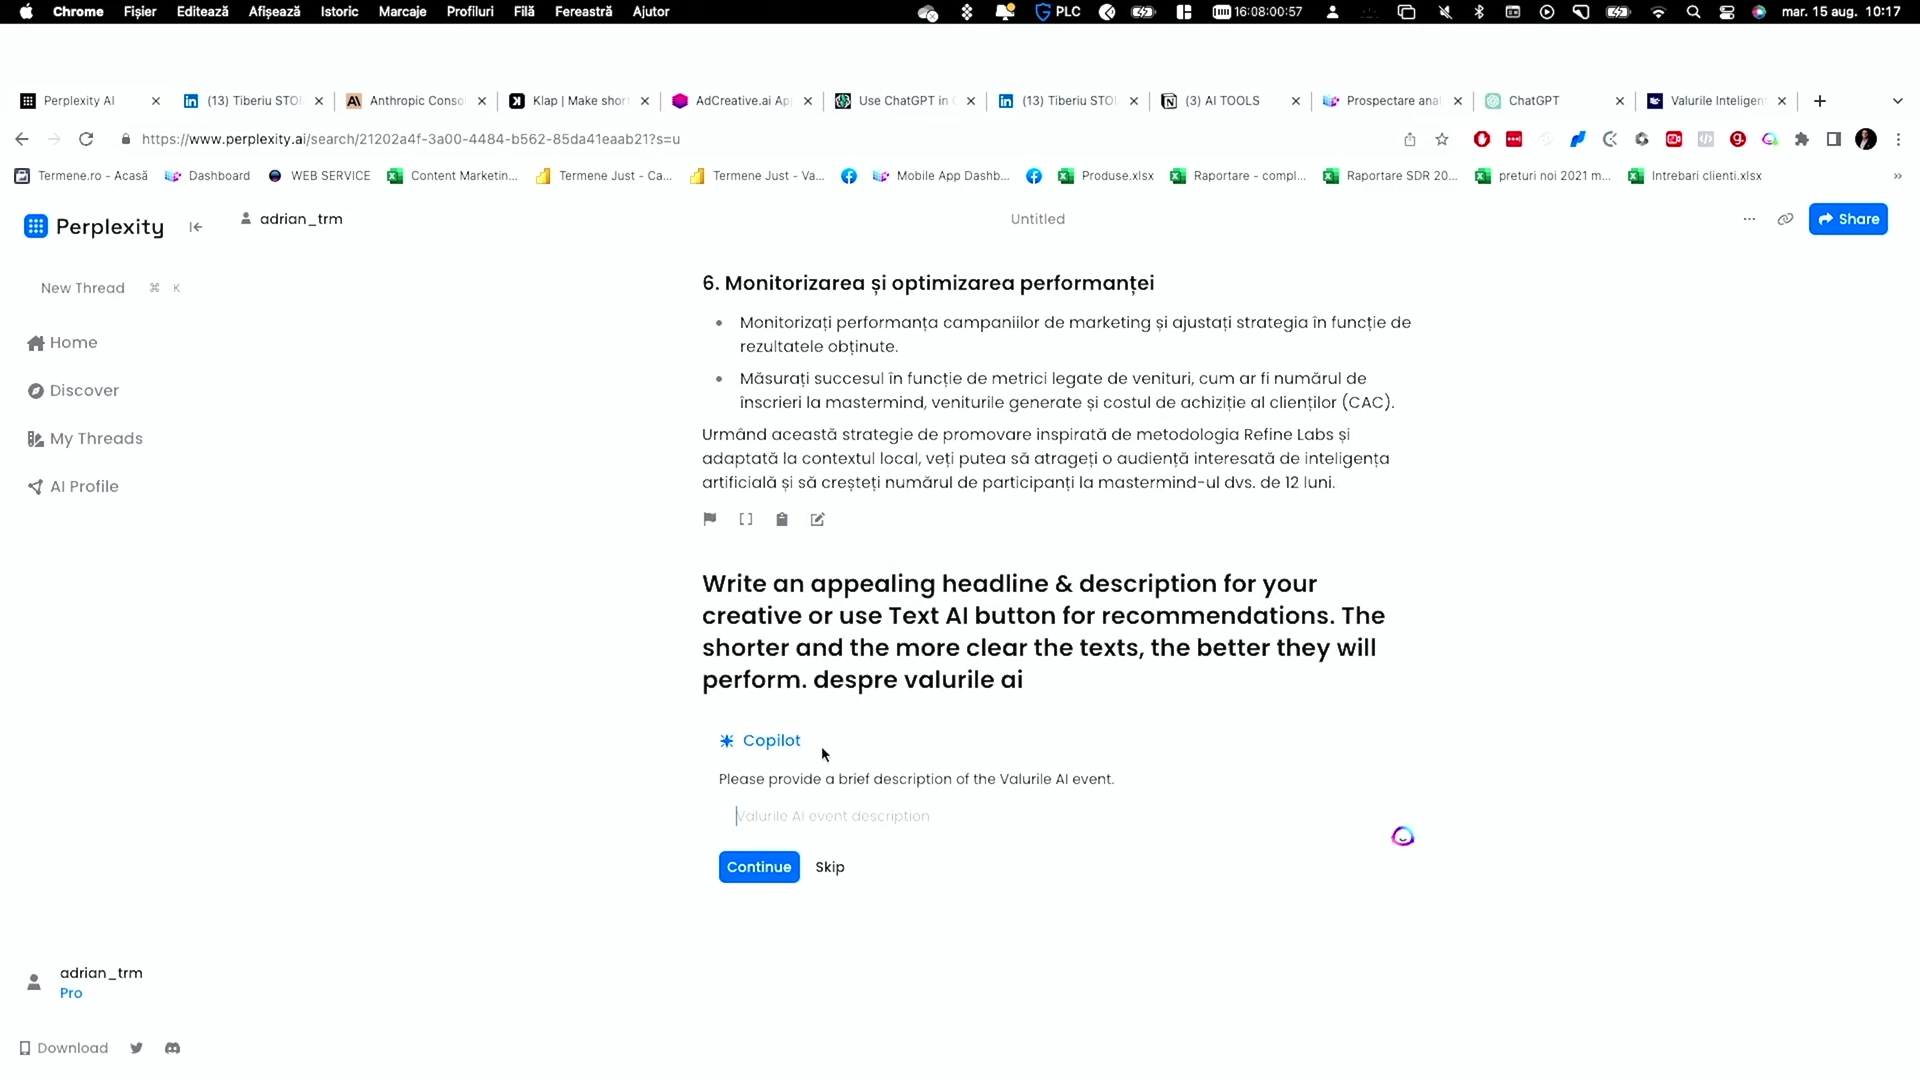 Chrome Fișier Editează Afișează Istoric Marcaje Profiluri Filă Fereastră Ajutor PLC 16:08:00:57 mar. 15 aug. 10:17
Perplexity AI (13) Tiberiu STOI Anthropic Conso Klap | Make shor AdCreative.ai Ap Use ChatGPT in (13) Tiberiu STOI (3) AI TOOLS Prospectare anal ChatGPT Valurile Inteligen
https://www.perplexity.ai/search/21202a4f-3a00-4484-b562-85da41eaab21?s=u
Termene.ro - Acasă Dashboard WEB SERVICE Content Marketin... Termene Just - Ca... Termene Just - Va... Mobile App Dashb... Produse.xlsx Raportare - compl... Raportare SDR 20... preturi noi 2021 m... Intrebari clienti.xlsx
Perplexity
adrian_trm
Untitled
Share
New Thread ⌘ K
Home
Discover
My Threads
AI Profile
6. Monitorizarea și optimizarea performanței
Monitorizați performanța campaniilor de marketing și ajustați strategia în funcție de
rezultatele obținute.
Măsurați succesul în funcție de metrici legate de venituri, cum ar fi numărul de
înscrieri la mastermind, veniturile generate și costul de achiziție al clienților (CAC).
Urmând această strategie de promovare inspirată de metodologia Refine Labs și
adaptată la contextul local, veți putea să atrageți o audiență interesată de inteligența
artificială și să creșteți numărul de participanți la mastermind-ul dvs. de 12 luni.
Write an appealing headline & description for your
creative or use Text AI button for recommendations. The
shorter and the more clear the texts, the better they will
perform. despre valurile ai
Copilot
Please provide a brief description of the Valurile AI event.
Valurile AI event description
Continue Skip
adrian_trm
Pro
Download